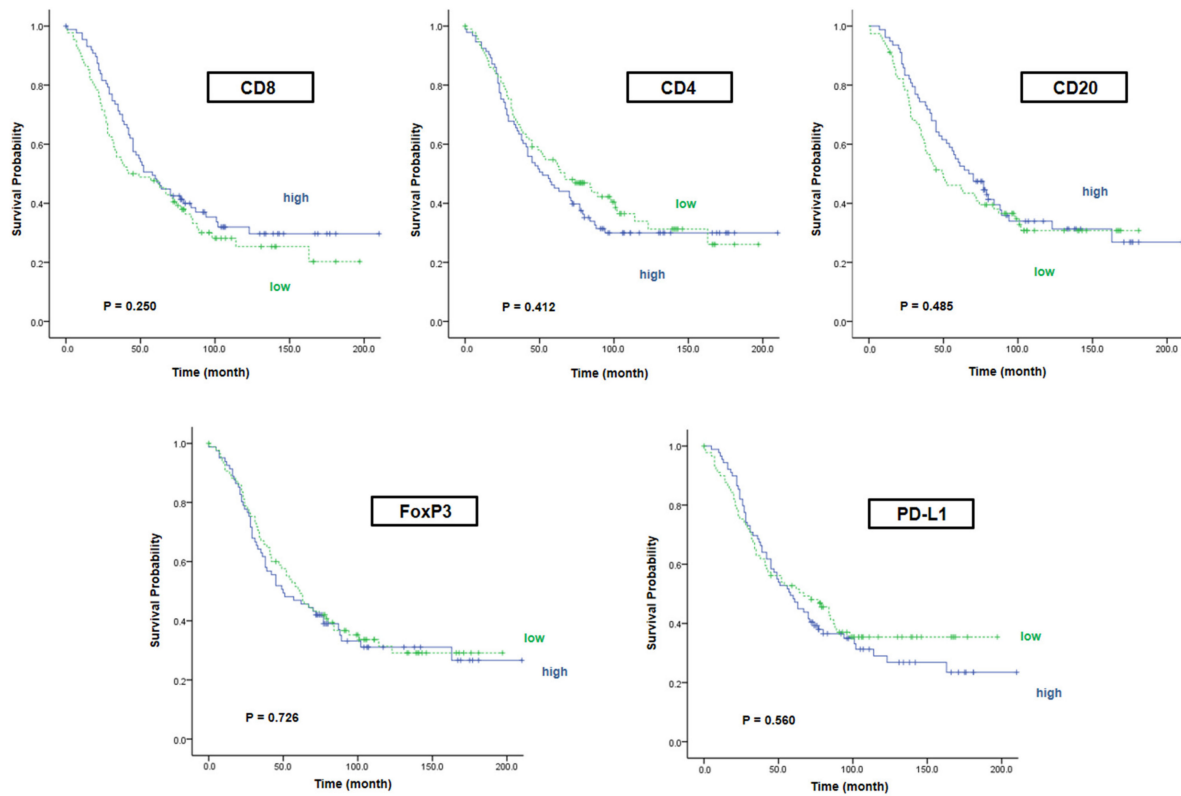 CD8
Survival Probability
1.0
0.8
0.6
0.4
0.2
0.0
high
low
P = 0.250
0.0 50.0 100.0 150.0 200.0
Time (month)
CD4
Survival Probability
1.0
0.8
0.6
0.4
0.2
0.0
low
high
P = 0.412
0.0 50.0 100.0 150.0 200.0
Time (month)
CD20
Survival Probability
1.0
0.8
0.6
0.4
0.2
0.0
high
low
P = 0.485
0.0 50.0 100.0 150.0 200.0
Time (month)
FoxP3
Survival Probability
1.0
0.8
0.6
0.4
0.2
0.0
low
high
P = 0.726
0.0 50.0 100.0 150.0 200.0
Time (month)
PD-L1
Survival Probability
1.0
0.8
0.6
0.4
0.2
0.0
low
high
P = 0.560
0.0 50.0 100.0 150.0 200.0
Time (month)